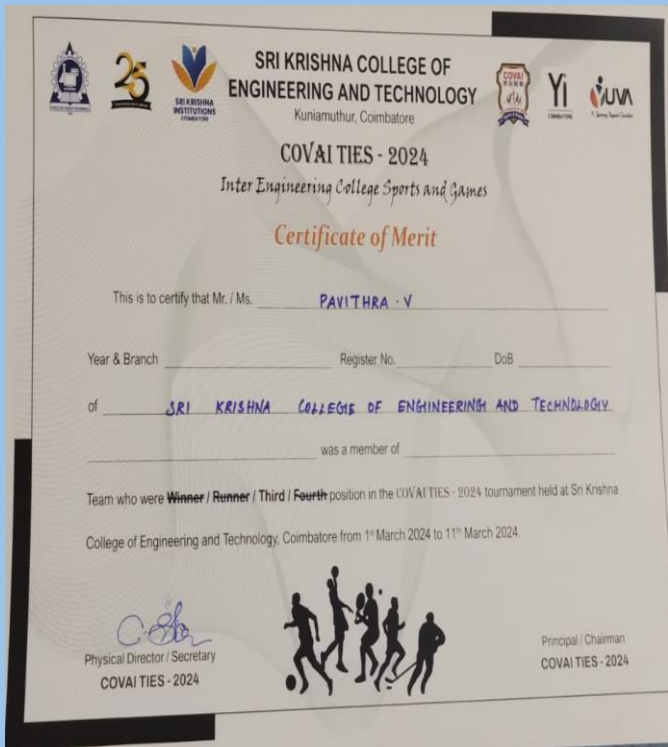 25
SRI KRISHNA
INSTITUTIONS
COIMBATORE
SRI KRISHNA COLLEGE OF
ENGINEERING AND TECHNOLOGY
Kuniamuthur, Coimbatore
COVAI
Yi
COIMBATORE
YUVA
COVAI TIES - 2024
Inter Engineering College Sports and Games
Certificate of Merit
This is to certify that Mr. / Ms. PAVITHRA . V
Year & Branch Register No. DoB
of SRI KRISHNA COLLEGE OF ENGINEERING AND TECHNOLOGY
was a member of
Team who were Winner / Runner / Third / Fourth position in the COVAI TIES - 2024 tournament held at Sri Krishna
College of Engineering and Technology, Coimbatore from 1st March 2024 to 11th March 2024.
Physical Director / Secretary
COVAI TIES - 2024
Principal / Chairman
COVAI TIES - 2024